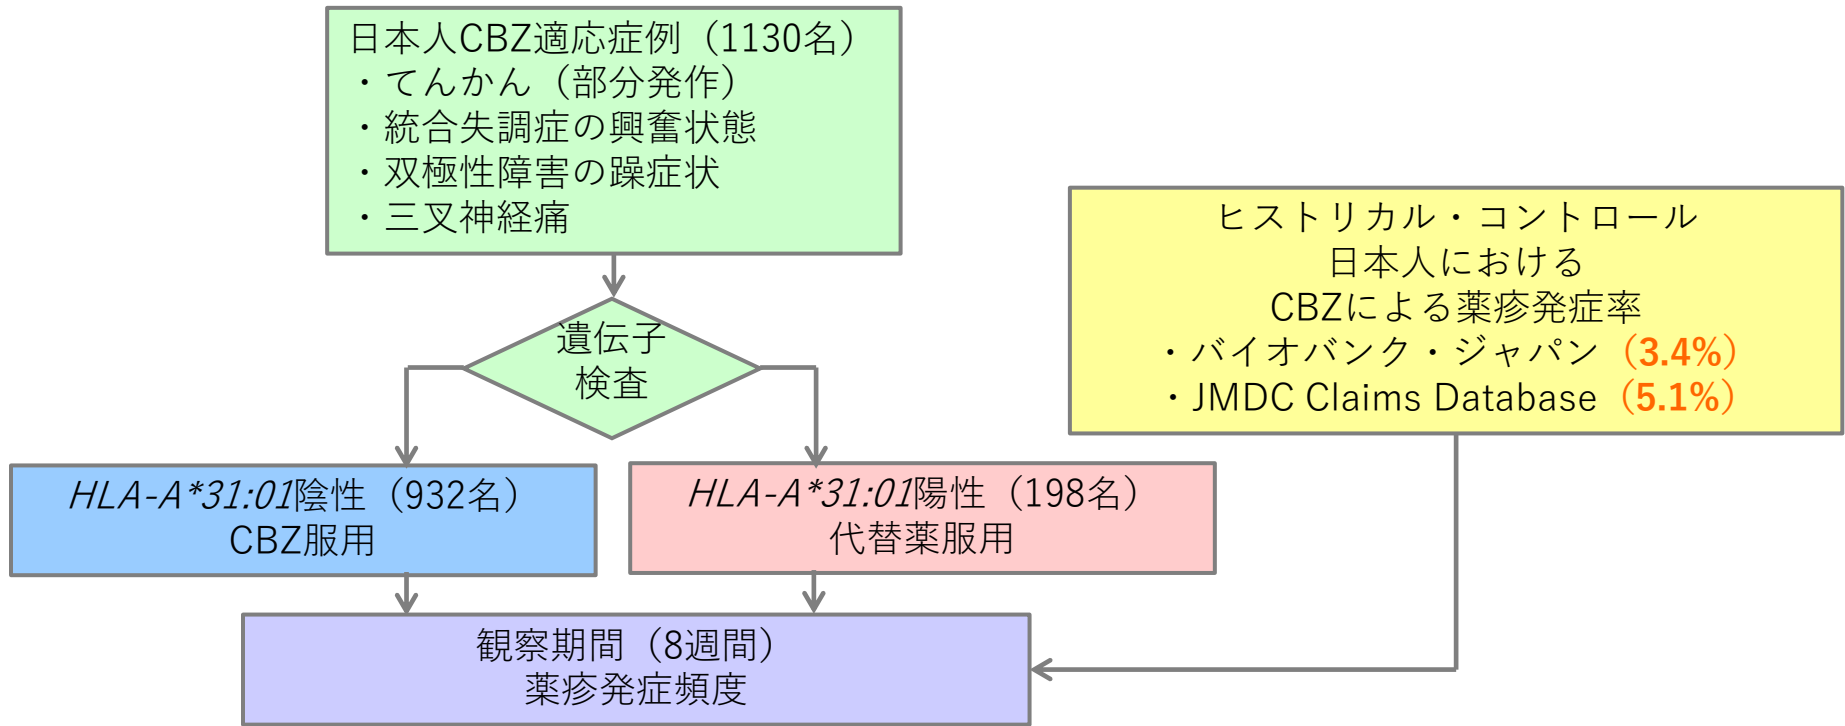 日本人CBZ適応症例（1130名）
・てんかん（部分発作）
・統合失調症の興奮状態
・双極性障害の躁症状
・三叉神経痛
遺伝子
検査
ヒストリカル・コントロール
日本人における
CBZによる薬疹発症率
・バイオバンク・ジャパン（3.4%）
・JMDC Claims Database（5.1%）
HLA-A*31:01陰性（932名）
CBZ服用
HLA-A*31:01陽性（198名）
代替薬服用
観察期間（8週間）
薬疹発症頻度